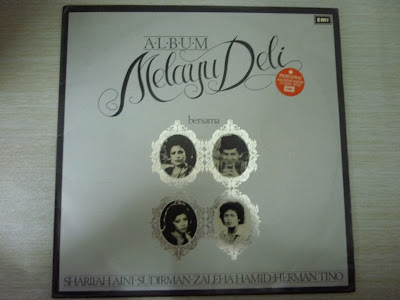 EMI
A·L·B·U·M
Melayu Deli
bersama
SHARIFAH AINI·SUDIRMAN·ZALEHA HAMID·HERMAN TINO